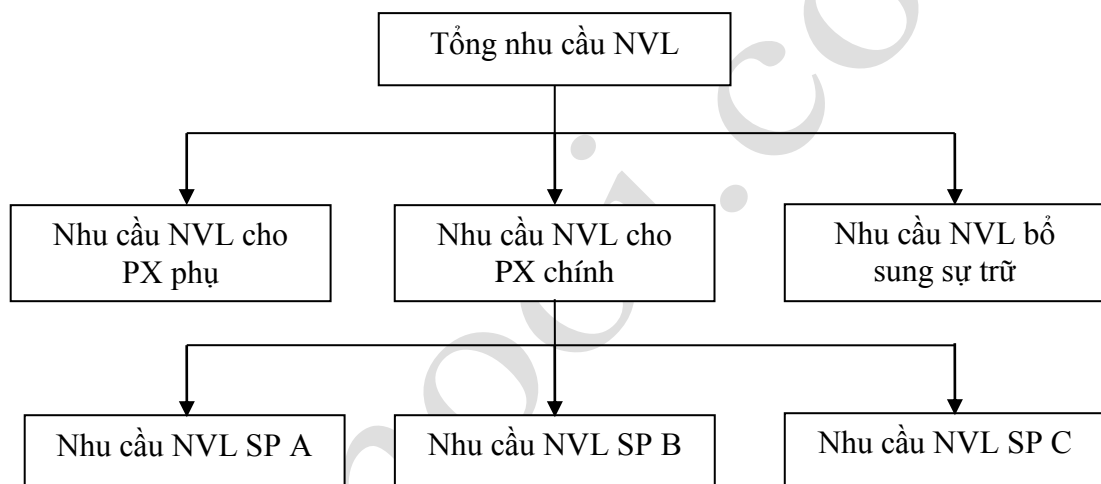 Tổng nhu cầu NVL
Nhu cầu NVL cho
PX phụ
Nhu cầu NVL cho
PX chính
Nhu cầu NVL bổ
sung sự trữ
Nhu cầu NVL SP A
Nhu cầu NVL SP B
Nhu cầu NVL SP C